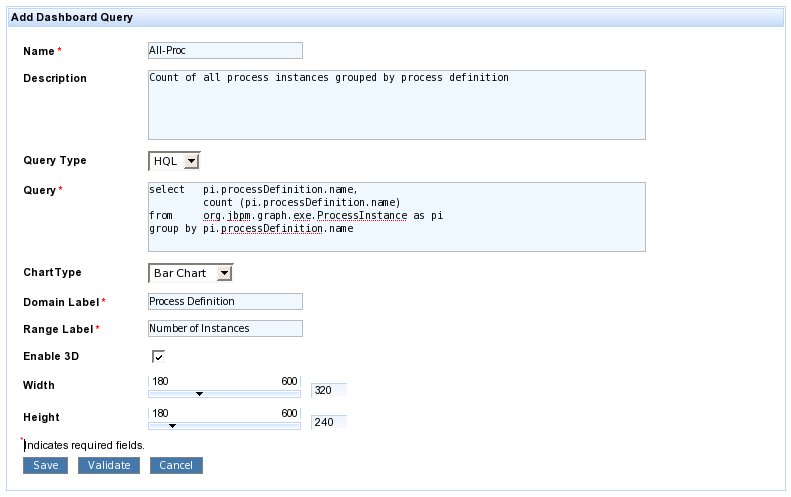 Add Dashboard Query
Name *
All-Proc
Description
Count of all process instances grouped by process definition
Query Type
HQL
Query *
select   pi.processDefinition.name,
         count (pi.processDefinition.name)
from     org.jbpm.graph.exe.ProcessInstance as pi
group by pi.processDefinition.name
ChartType
Bar Chart
Domain Label *
Process Definition
Range Label *
Number of Instances
Enable 3D
Width
180 600
320
Height
180 600
240
*Indicates required fields.
Save Validate Cancel